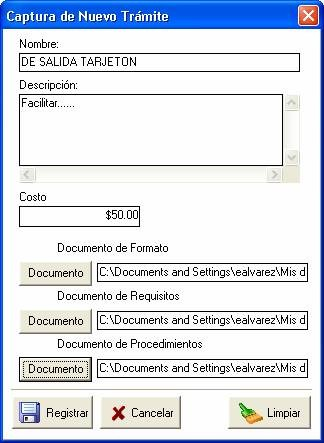 Captura de Nuevo Trámite
Nombre:
DE SALIDA TARJETON
Descripción:
Facilitar......
Costo
$50.00
Documento de Formato
Documento C:\Documents and Settings\ealvarez\Mis d
Documento de Requisitos
Documento C:\Documents and Settings\ealvarez\Mis d
Documento de Procedimientos
Documento C:\Documents and Settings\ealvarez\Mis d
Registrar Cancelar Limpiar